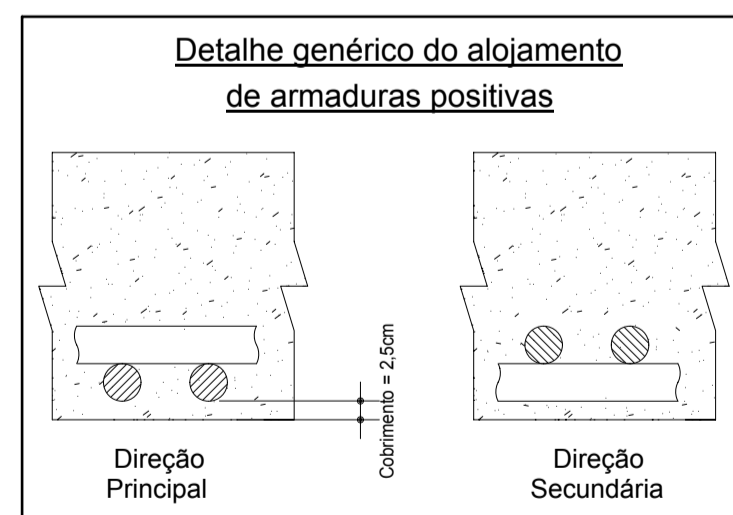 Detalhe genérico do alojamento
de armaduras positivas
Cobrimento = 2,5cm
Direção
Principal
Direção
Secundária